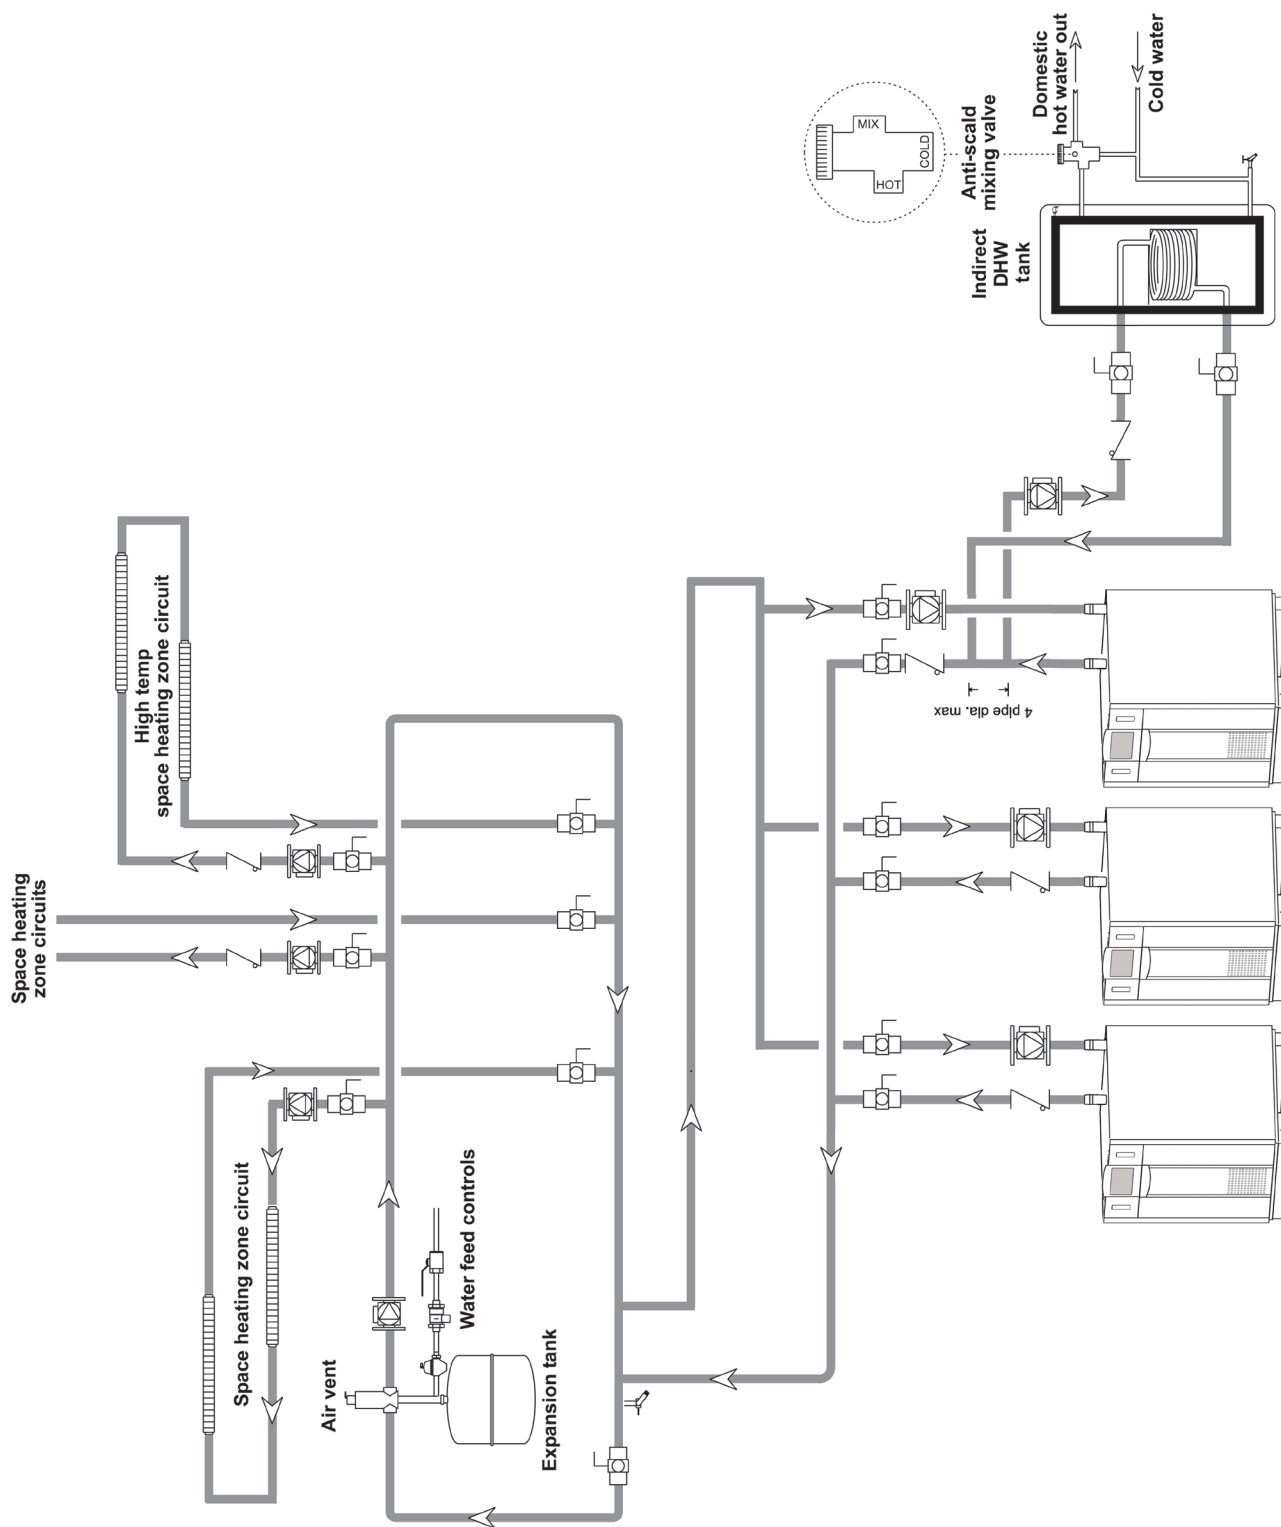 Domestic
hot water out
Cold water
MIX
COLD
HOT
Anti-scald
mixing valve
Indirect
DHW
tank
High temp
space heating zone circuit
4 pipe dia. max
Space heating
zone circuits
Space heating zone circuit
Water feed controls
Air vent
Expansion tank